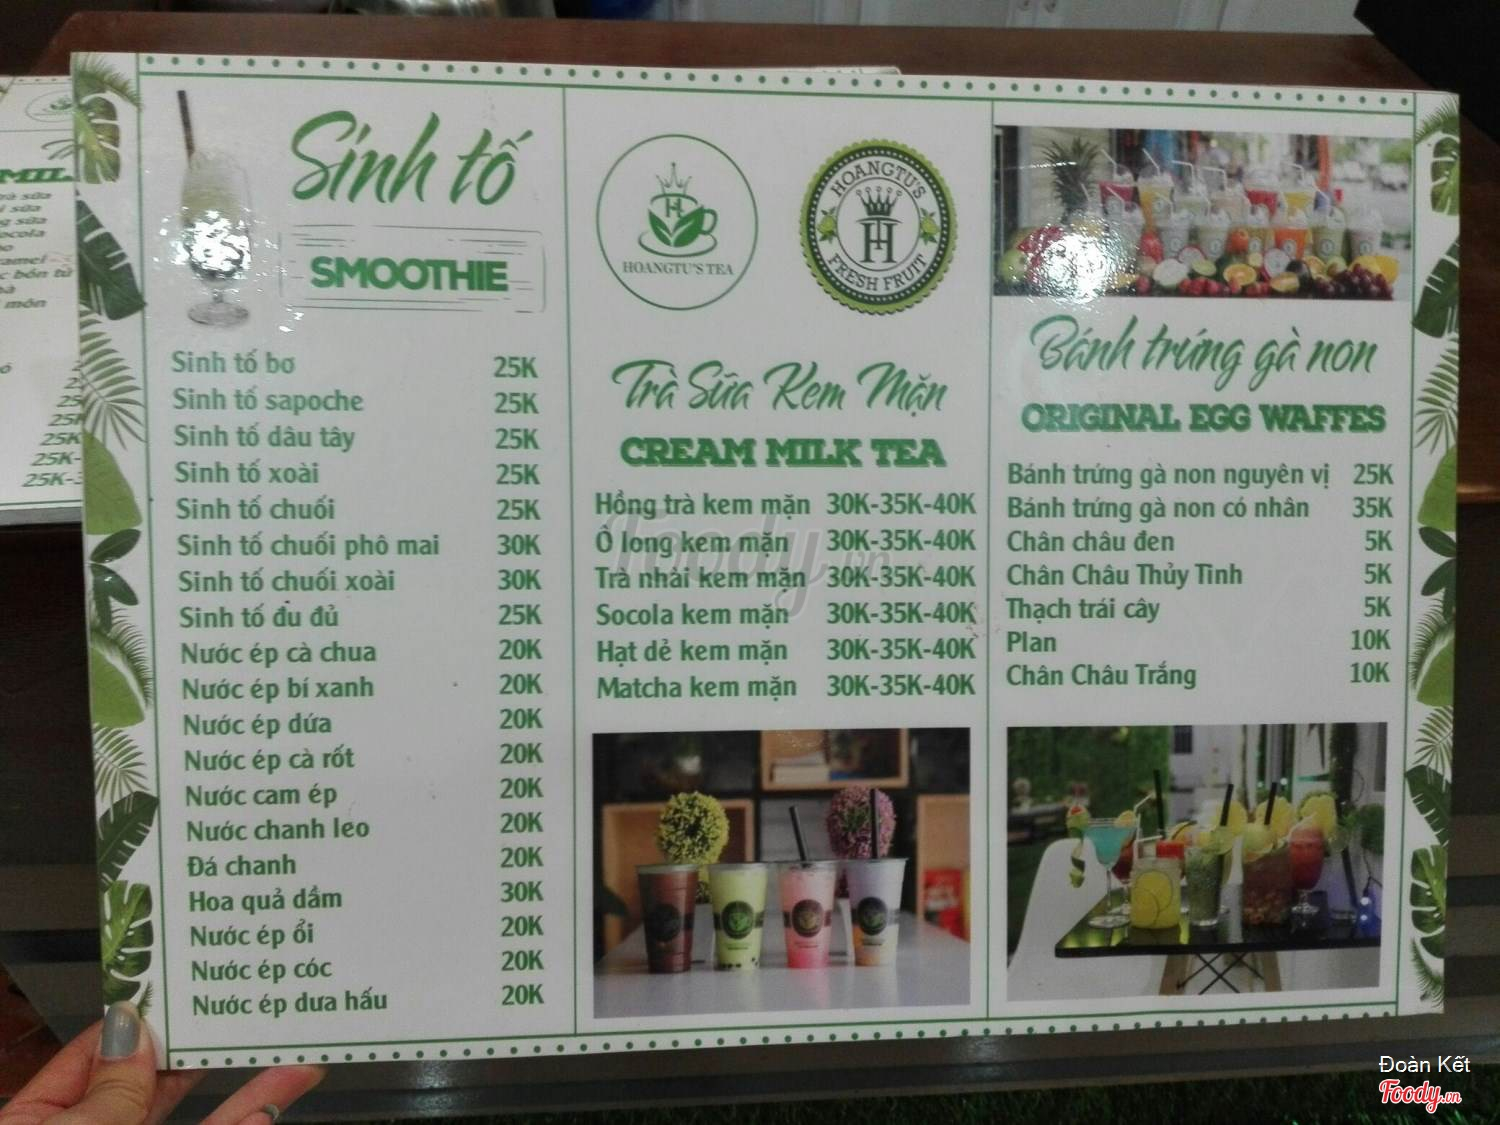 Sinh tố
SMOOTHIE
Sinh tố bơ 25K
Sinh tố sapoche 25K
Sinh tố dâu tây 25K
Sinh tố xoài 25K
Sinh tố chuối 25K
Sinh tố chuối phô mai 30K
Sinh tố chuối xoài 30K
Sinh tố đu đủ 25K
Nước ép cà chua 20K
Nước ép bí xanh 20K
Nước ép dứa 20K
Nước ép cà rốt 20K
Nước cam ép 20K
Nước chanh leo 20K
Đá chanh 20K
Hoa quả dầm 30K
Nước ép ổi 20K
Nước ép cóc 20K
Nước ép dưa hấu 20K
H
HOANGTU'S TEA
HOANGTU'S
H
FRESH FRUIT
Trà Sữa Kem Mặn
CREAM MILK TEA
Hồng trà kem mặn 30K-35K-40K
Ô long kem mặn 30K-35K-40K
Trà nhài kem mặn 30K-35K-40K
Socola kem mặn 30K-35K-40K
Hạt dẻ kem mặn 30K-35K-40K
Matcha kem mặn 30K-35K-40K
Foody.vn
Bánh trứng gà non
ORIGINAL EGG WAFFES
Bánh trứng gà non nguyên vị 25K
Bánh trứng gà non có nhân 35K
Chân châu đen 5K
Chân Châu Thủy Tinh 5K
Thạch trái cây 5K
Plan 10K
Chân Châu Trắng 10K
Đoàn Kết
Foody.vn